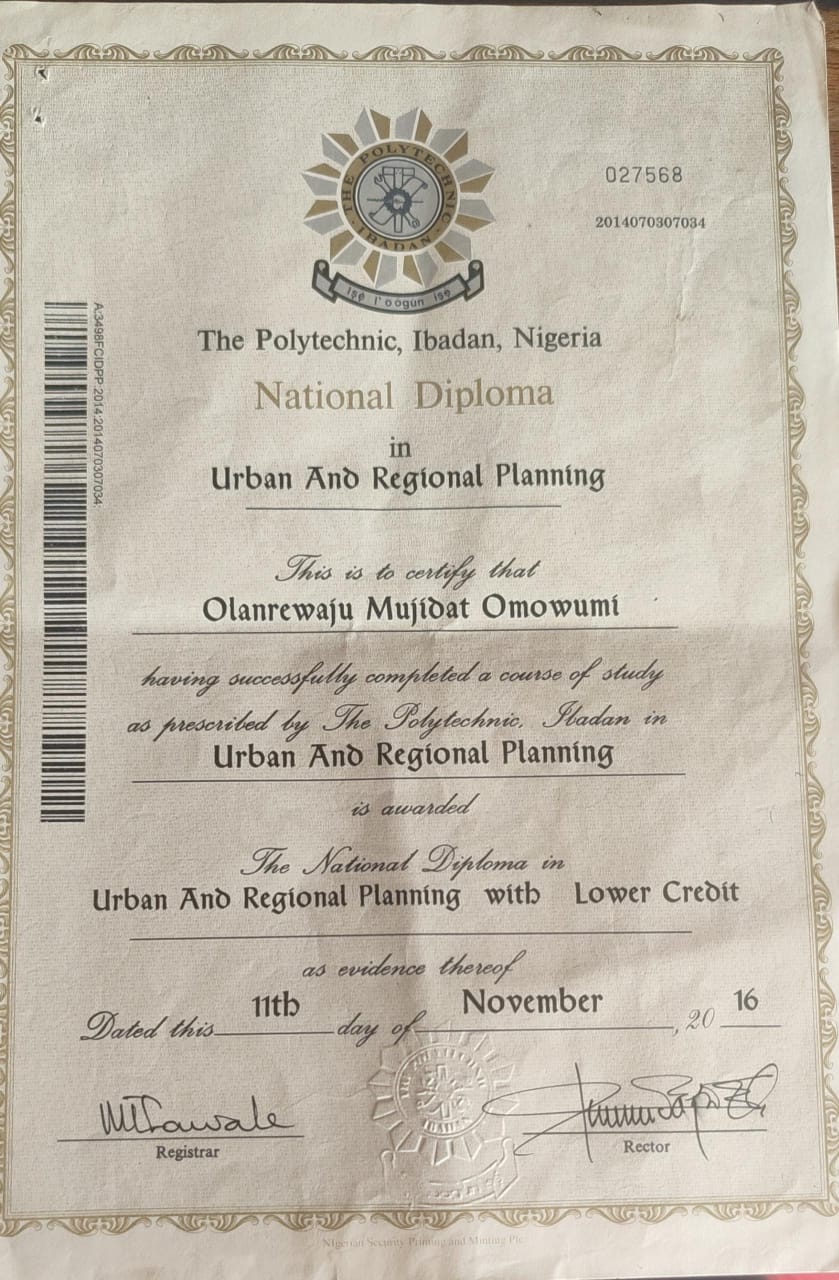 THE POLYTECHNIC
IBADAN
Iṣẹ́ l'oògùn iṣẹ́
027568
2014070307034
A:3498FCIDPP:2014:2014070307034
The Polytechnic, Ibadan, Nigeria
National Diploma
in
Urban And Regional Planning
This is to certify that
Olanrewaju Mujidat Omowumi
having successfully completed a course of study
as prescribed by The Polytechnic, Ibadan in
Urban And Regional Planning
is awarded
The National Diploma in
Urban And Regional Planning with Lower Credit
as evidence thereof
Dated this 11th day of November, 20 16
Registrar
Rector
Nigerian Security Printing and Minting Plc